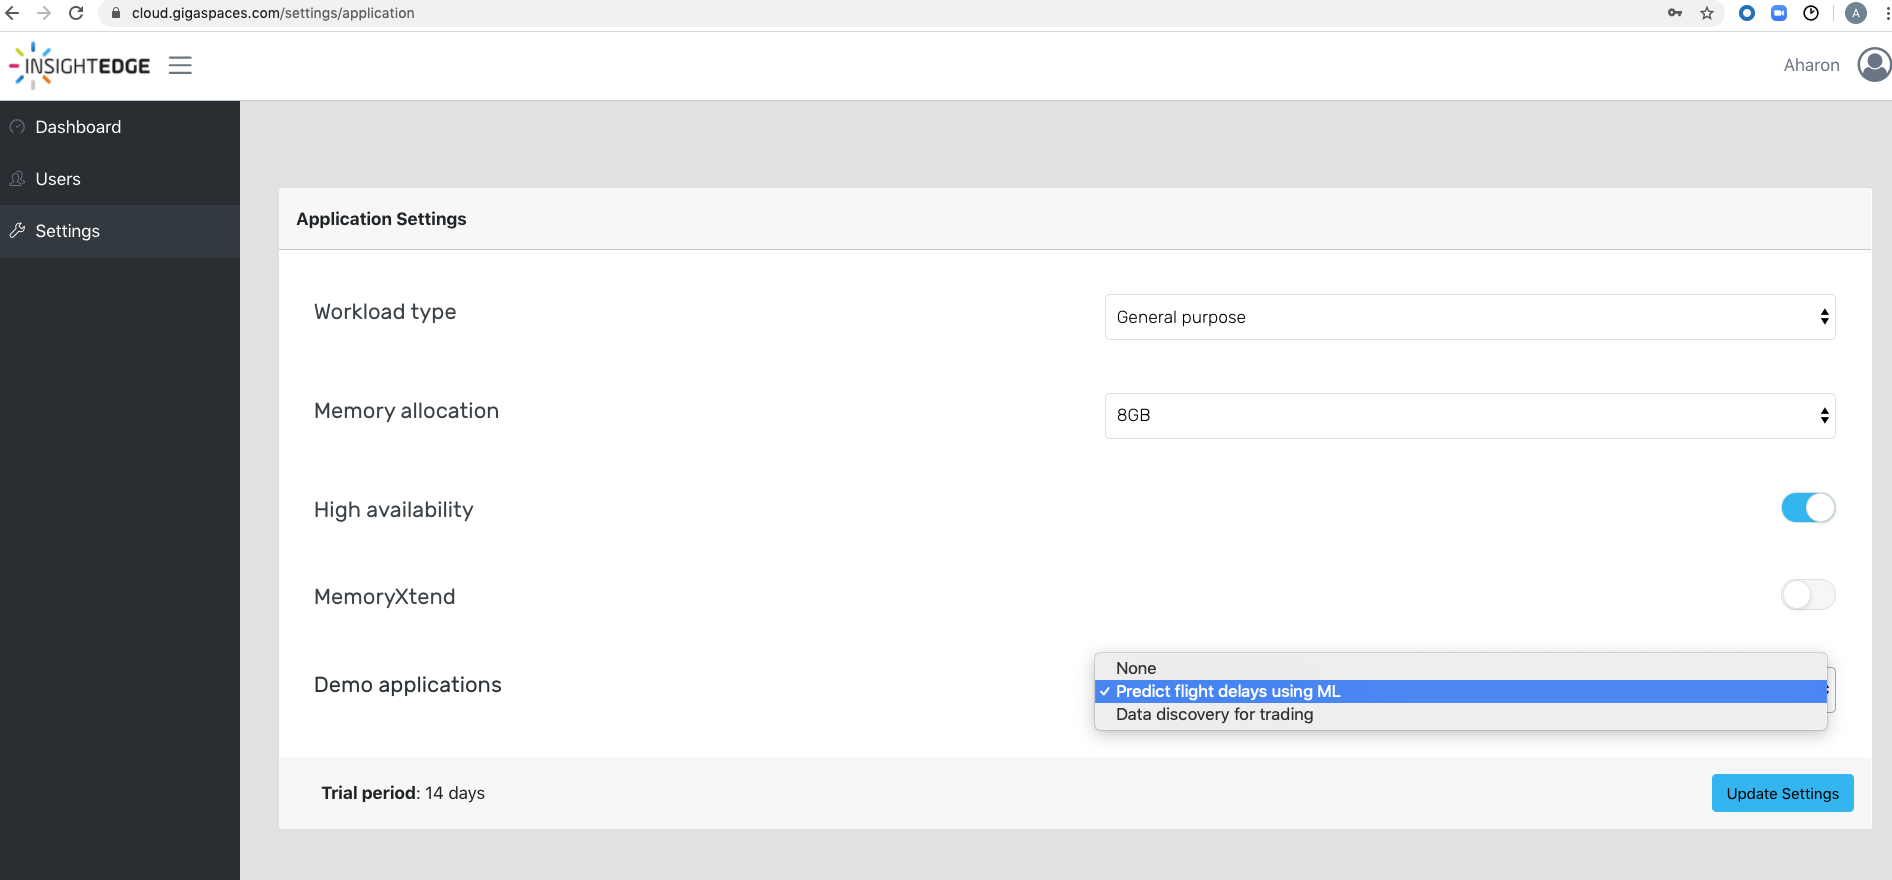 cloud.gigaspaces.com/settings/application
A
INSIGHTEDGE
Aharon
Dashboard
Users
Settings
Application Settings
Workload type
General purpose
Memory allocation
8GB
High availability
MemoryXtend
Demo applications
None
✓ Predict flight delays using ML
Data discovery for trading
Trial period: 14 days
Update Settings